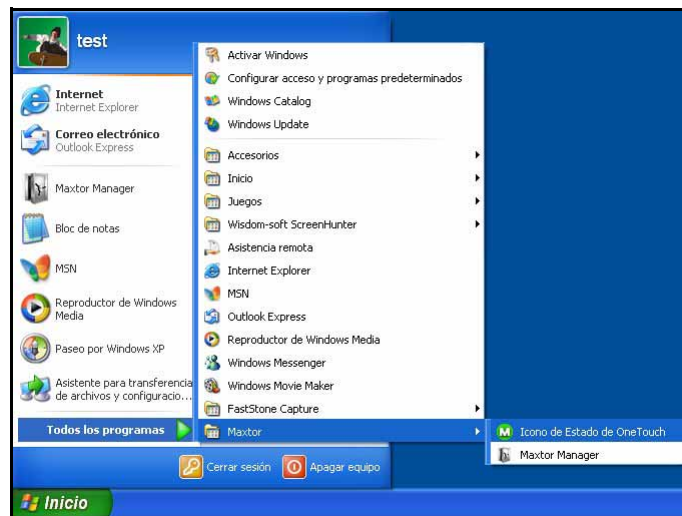 test
Internet
Internet Explorer
Correo electrónico
Outlook Express
Maxtor Manager
Bloc de notas
MSN
Reproductor de Windows
Media
Paseo por Windows XP
Asistente para transferencia
de archivos y configuracio...
Todos los programas
Activar Windows
Configurar acceso y programas predeterminados
Windows Catalog
Windows Update
Accesorios
Inicio
Juegos
Wisdom-soft ScreenHunter
Asistencia remota
Internet Explorer
MSN
Outlook Express
Reproductor de Windows Media
Windows Messenger
Windows Movie Maker
FastStone Capture
Maxtor
Icono de Estado de OneTouch
Maxtor Manager
Cerrar sesión
Apagar equipo
Inicio